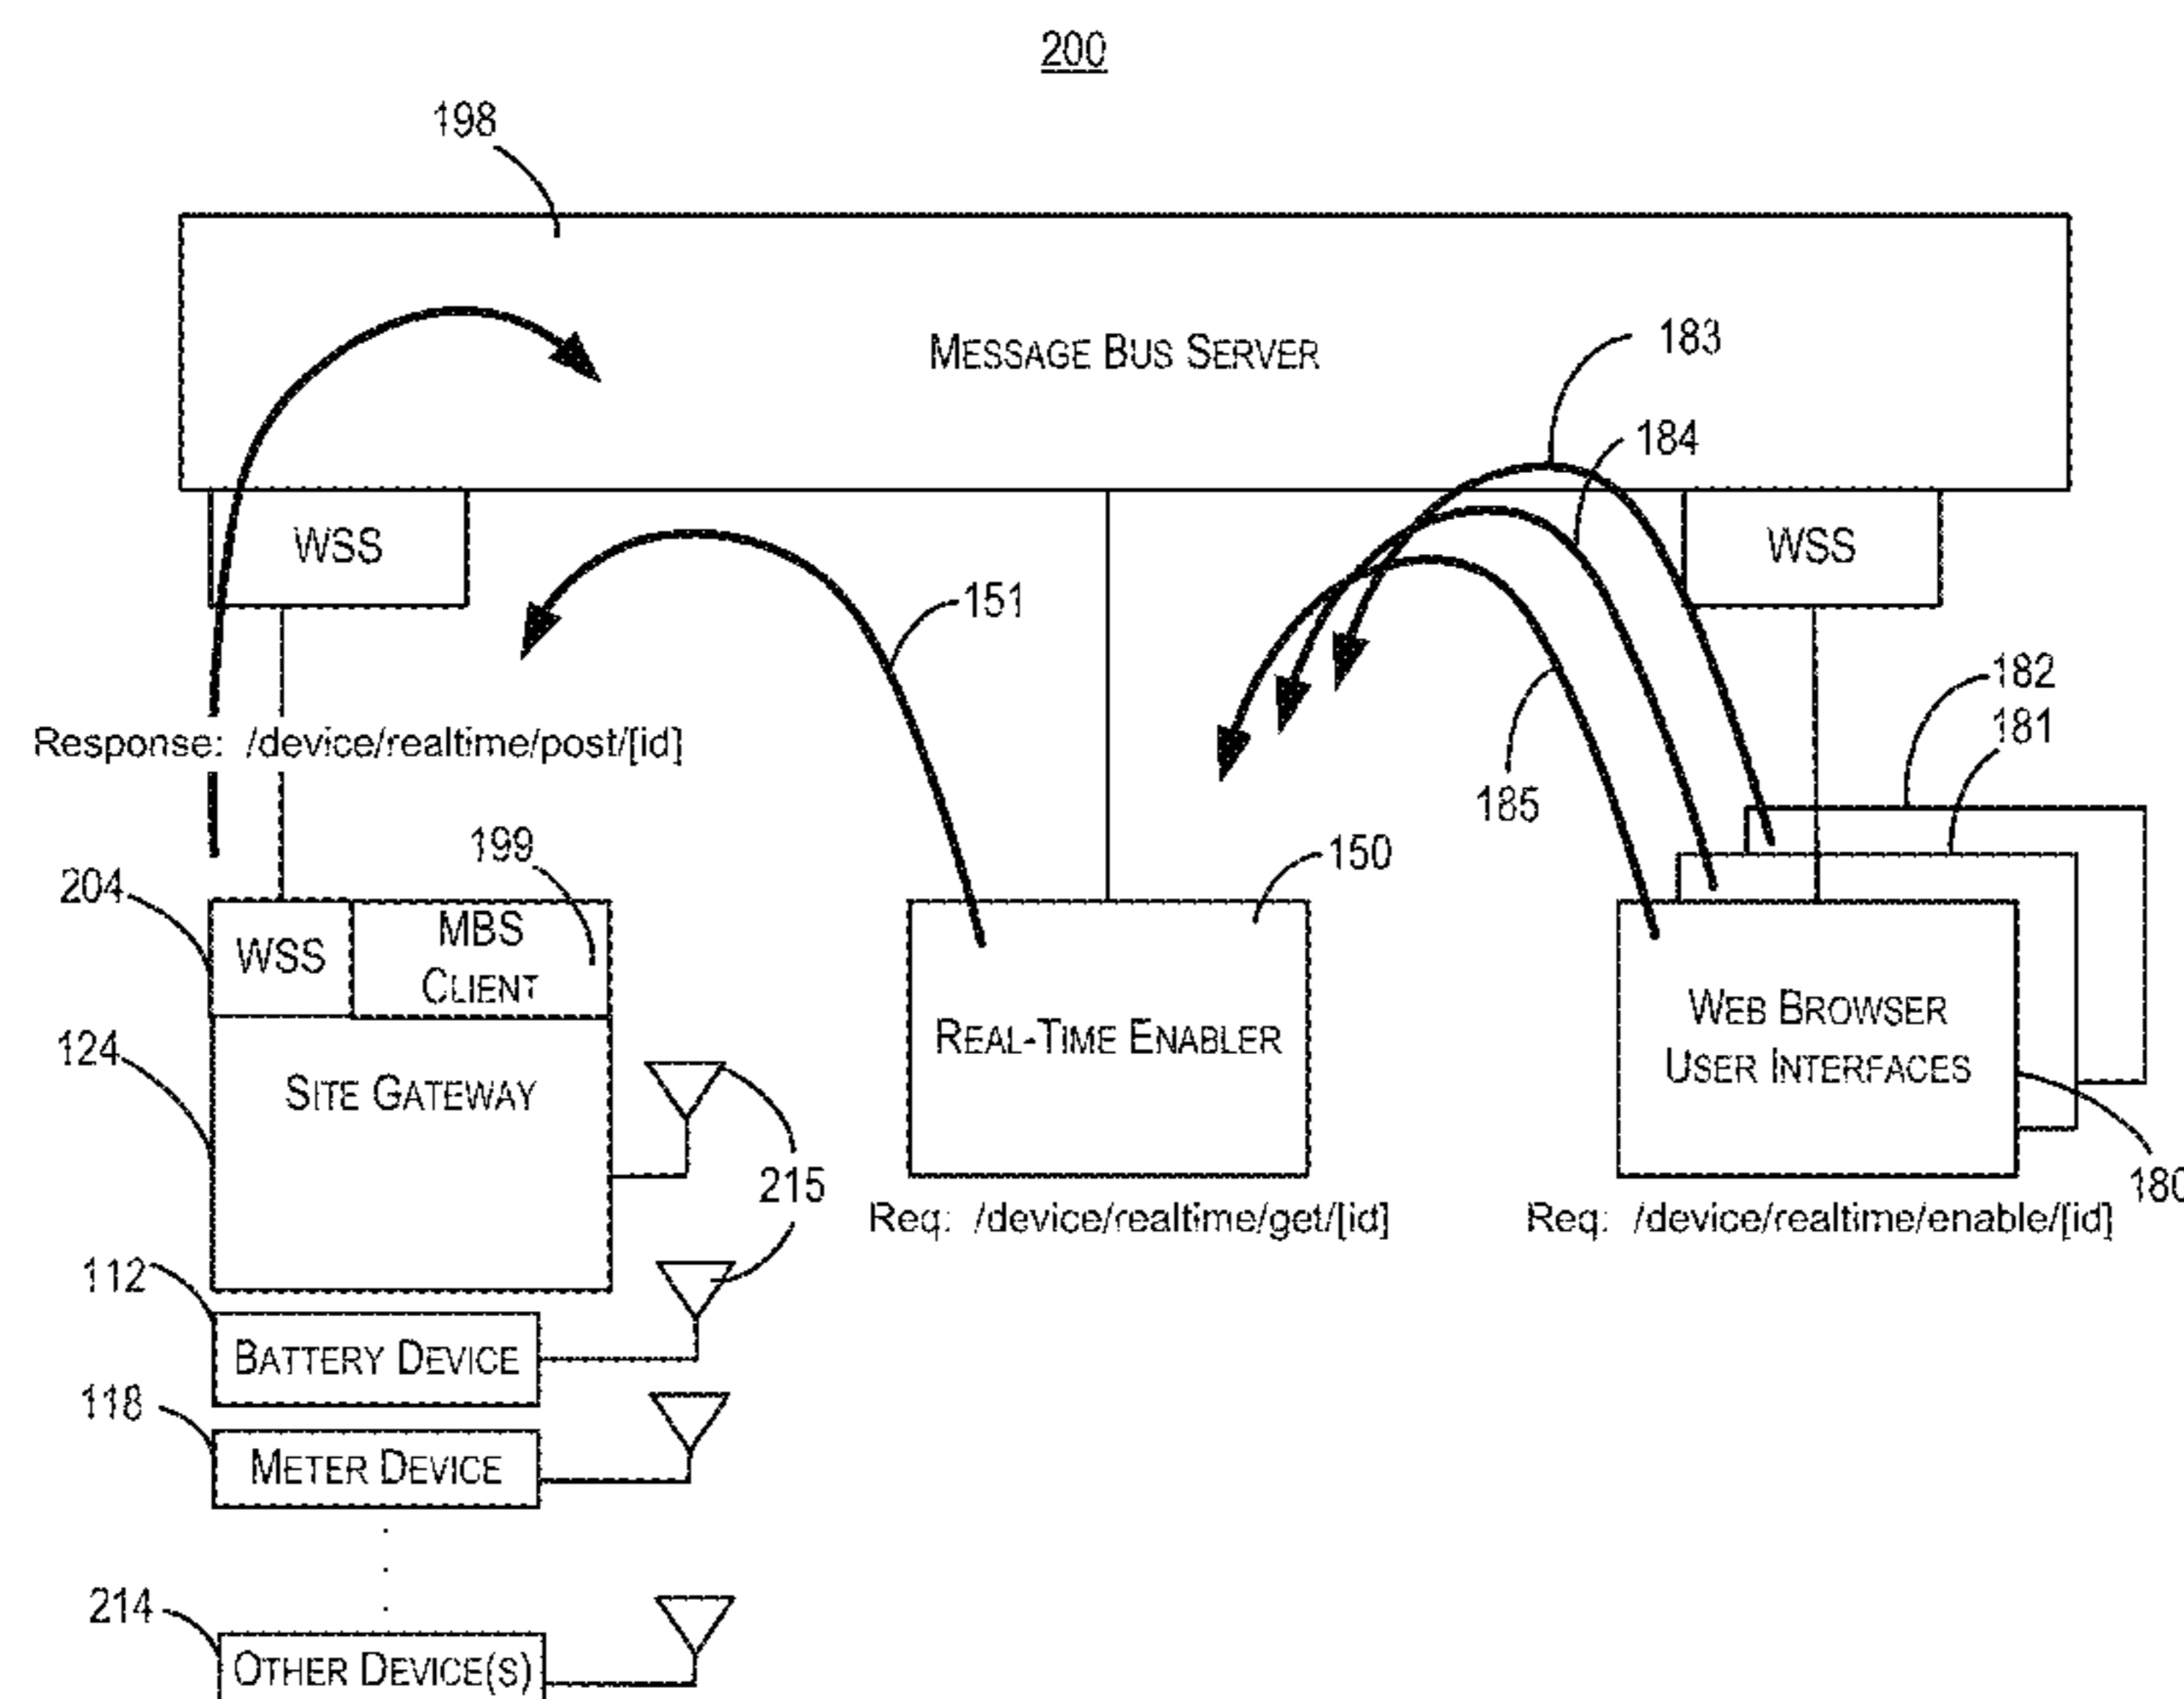 200
198
MESSAGE BUS SERVER
183
184
WSS
WSS
151
182
181
Response: /device/realtime/post/[id]
185
199
150
204
WSS
MBS
CLIENT
REAL-TIME ENABLER
WEB BROWSER
USER INTERFACES
124
SITE GATEWAY
215
180
Req: /device/realtime/get/[id]
Req: /device/realtime/enable/[id]
112
BATTERY DEVICE
118
METER DEVICE
214
OTHER DEVICE(S)